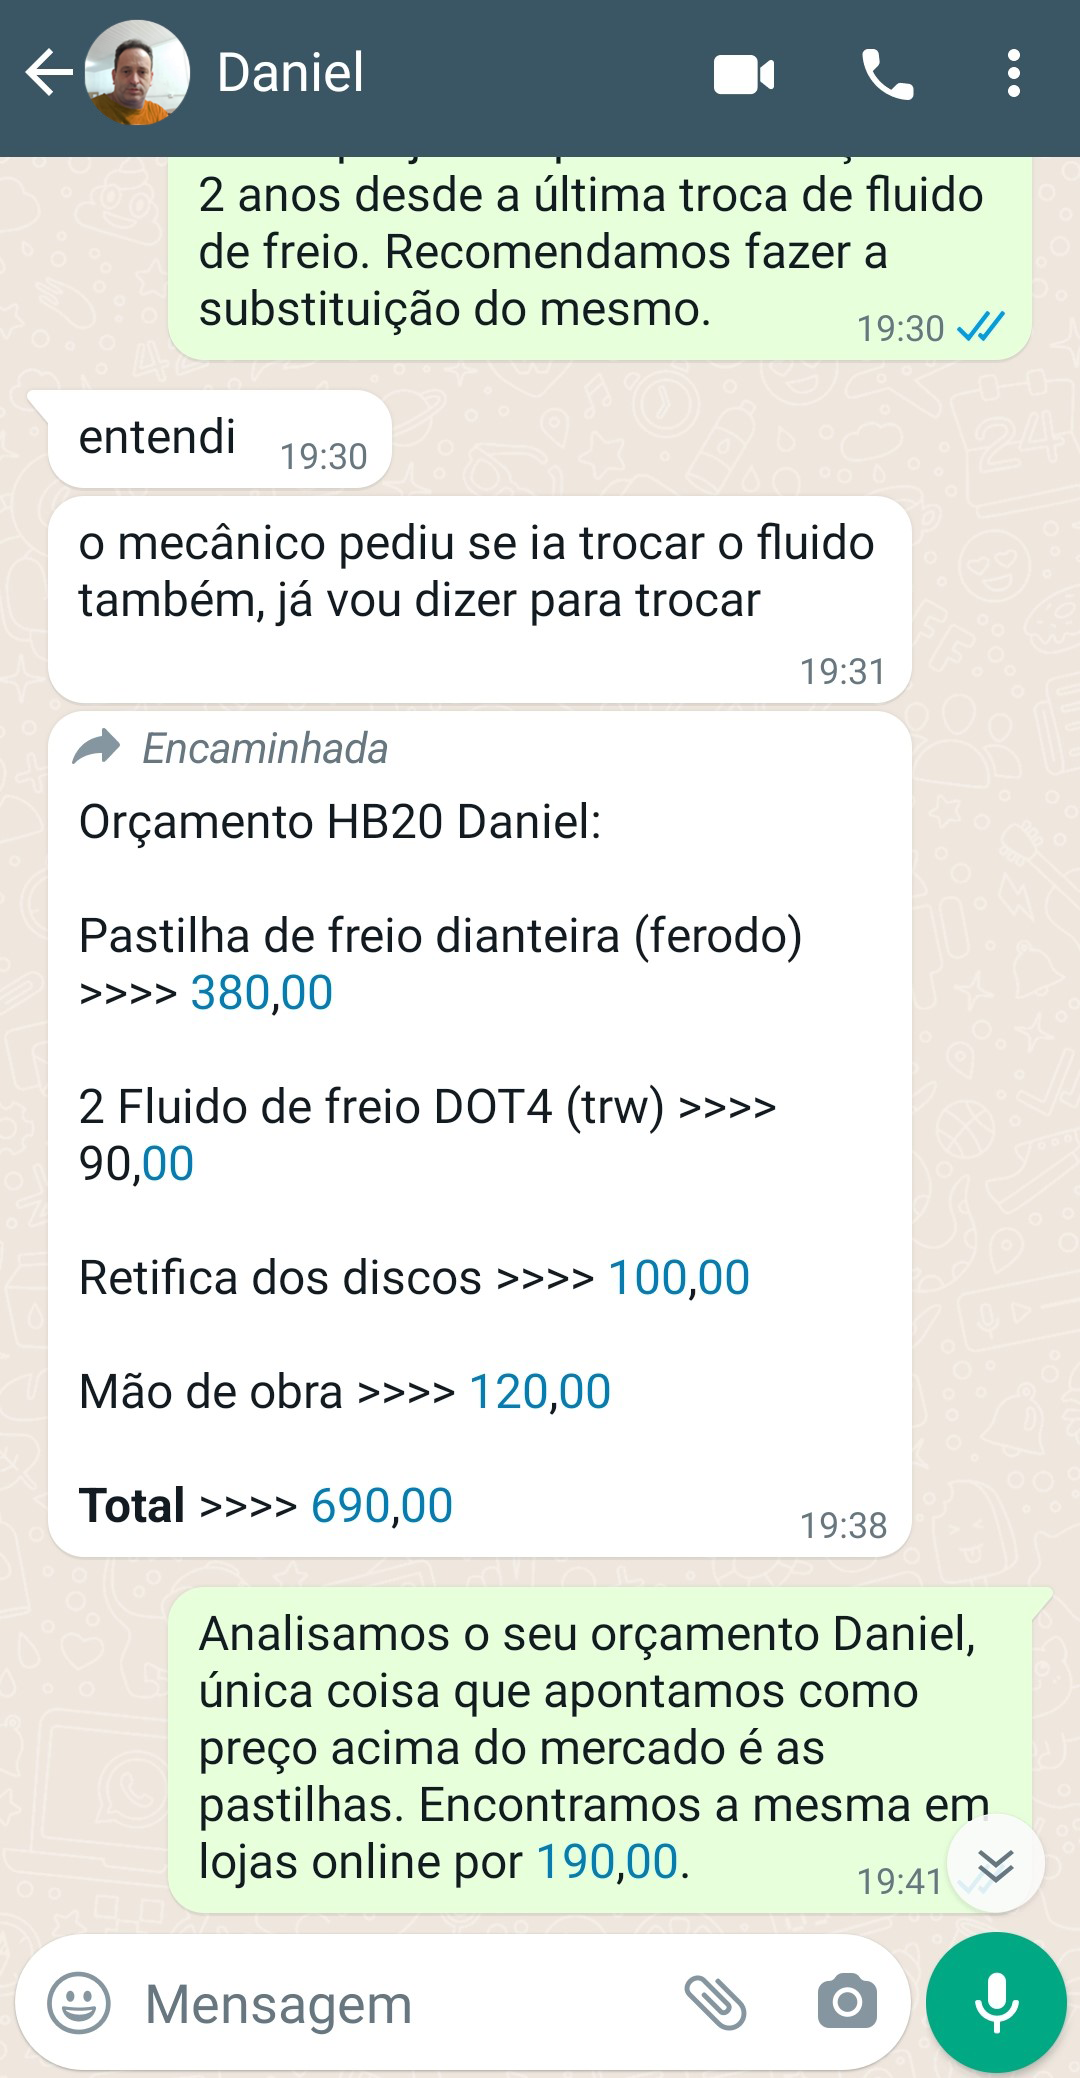 Daniel
2 anos desde a última troca de fluido
de freio. Recomendamos fazer a
substituição do mesmo.
19:30
entendi
19:30
o mecânico pediu se ia trocar o fluido
também, já vou dizer para trocar
19:31
Encaminhada
Orçamento HB20 Daniel:
Pastilha de freio dianteira (ferodo)
>>>> 380,00
2 Fluido de freio DOT4 (trw) >>>>
90,00
Retifica dos discos >>>> 100,00
Mão de obra >>>> 120,00
Total >>>> 690,00
19:38
Analisamos o seu orçamento Daniel,
única coisa que apontamos como
preço acima do mercado é as
pastilhas. Encontramos a mesma em
lojas online por 190,00.
19:41
Mensagem